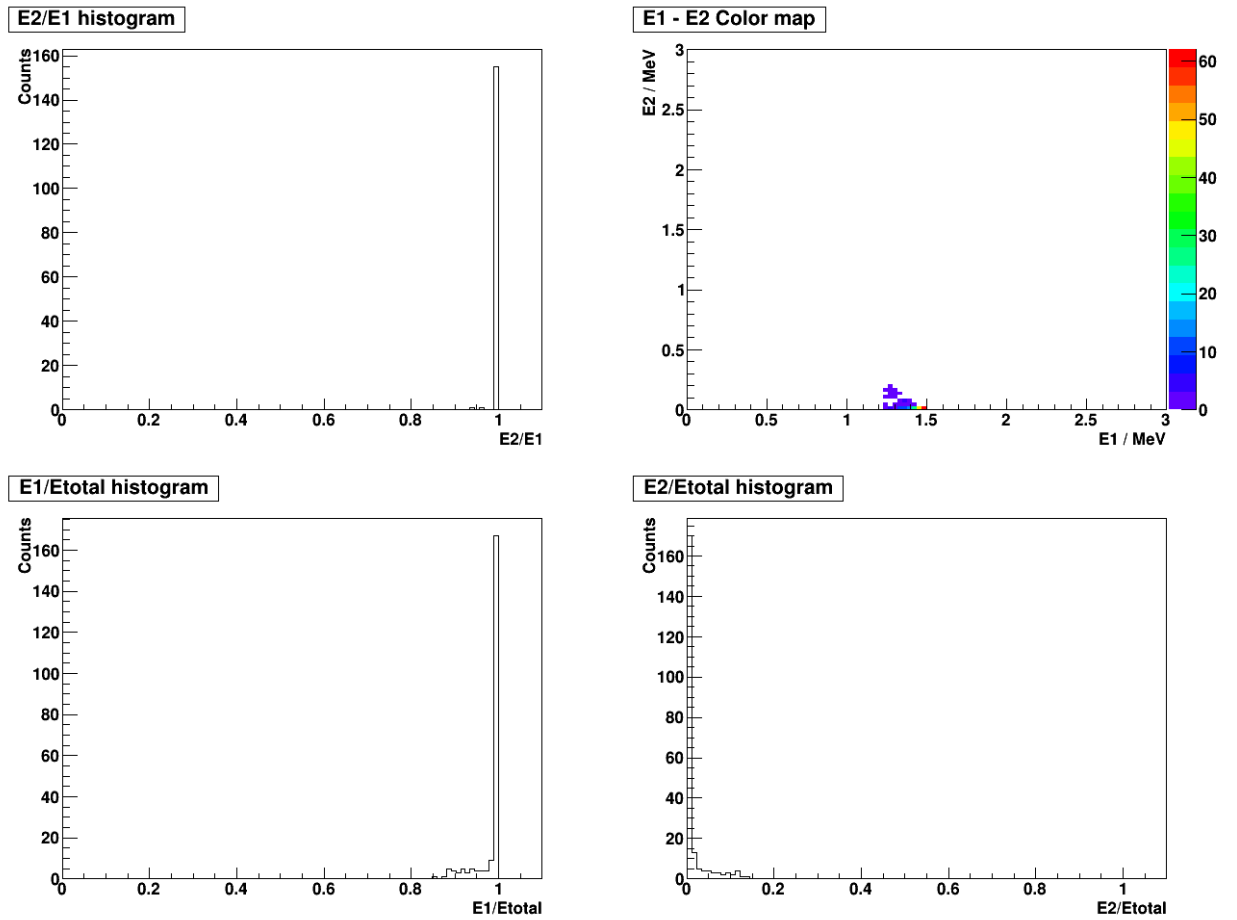 E2/E1 histogram
Counts
160
140
120
100
80
60
40
20
0
0 0.2 0.4 0.6 0.8 1
E2/E1
E1 - E2 Color map
E2 / MeV
3
2.5
2
1.5
1
0.5
0
0 0.5 1 1.5 2 2.5 3
E1 / MeV
60
50
40
30
20
10
0
E1/Etotal histogram
Counts
160
140
120
100
80
60
40
20
0
0 0.2 0.4 0.6 0.8 1
E1/Etotal
E2/Etotal histogram
Counts
160
140
120
100
80
60
40
20
0
0 0.2 0.4 0.6 0.8 1
E2/Etotal